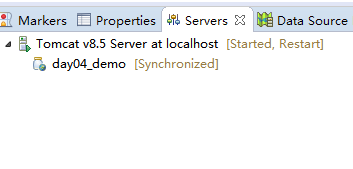 Markers Properties Servers Data Source
Tomcat v8.5 Server at localhost [Started, Restart]
day04_demo [Synchronized]